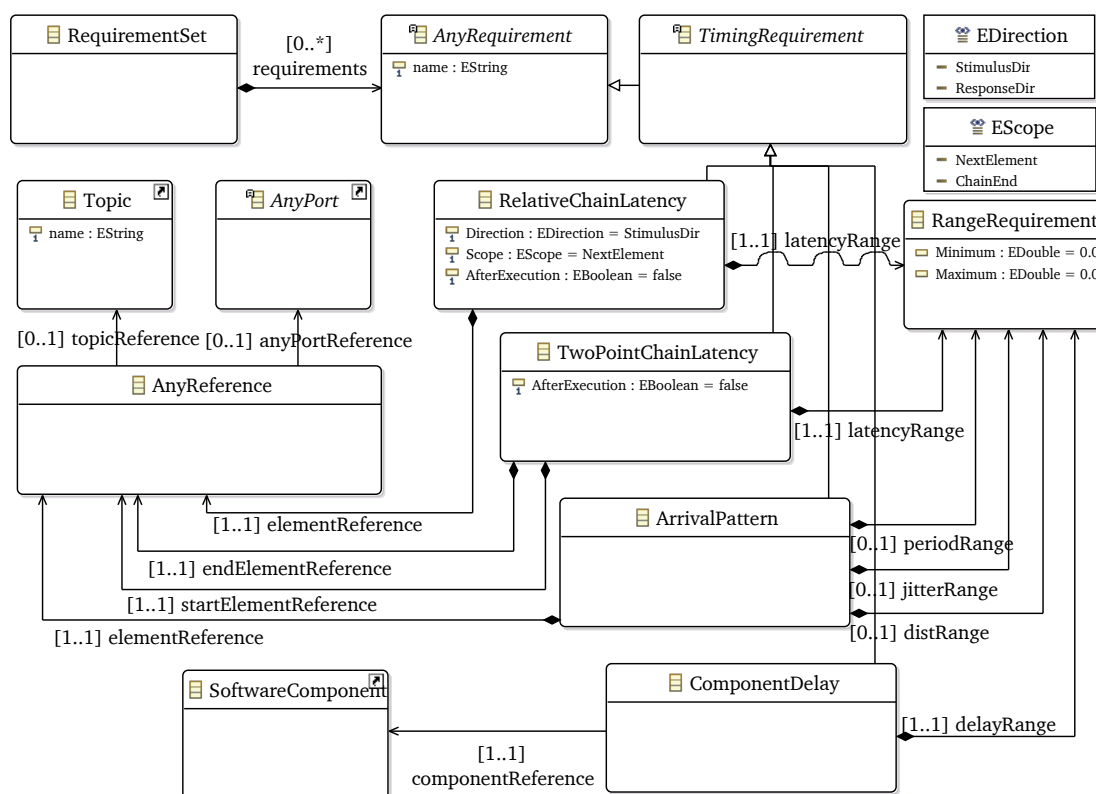 RequirementSet
[0..*]
requirements
AnyRequirement
name : EString
TimingRequirement
EDirection
StimulusDir
ResponseDir
EScope
NextElement
ChainEnd
Topic
name : EString
AnyPort
RelativeChainLatency
Direction : EDirection = StimulusDir
Scope : EScope = NextElement
AfterExecution : EBoolean = false
[1..1] latencyRange
RangeRequirement
Minimum : EDouble = 0.0
Maximum : EDouble = 0.0
[0..1] topicReference
[0..1] anyPortReference
AnyReference
TwoPointChainLatency
AfterExecution : EBoolean = false
[1..1] latencyRange
[1..1] elementReference
[1..1] endElementReference
[1..1] startElementReference
[1..1] elementReference
ArrivalPattern
[0..1] periodRange
[0..1] jitterRange
[0..1] distRange
SoftwareComponent
[1..1]
componentReference
ComponentDelay
[1..1] delayRange